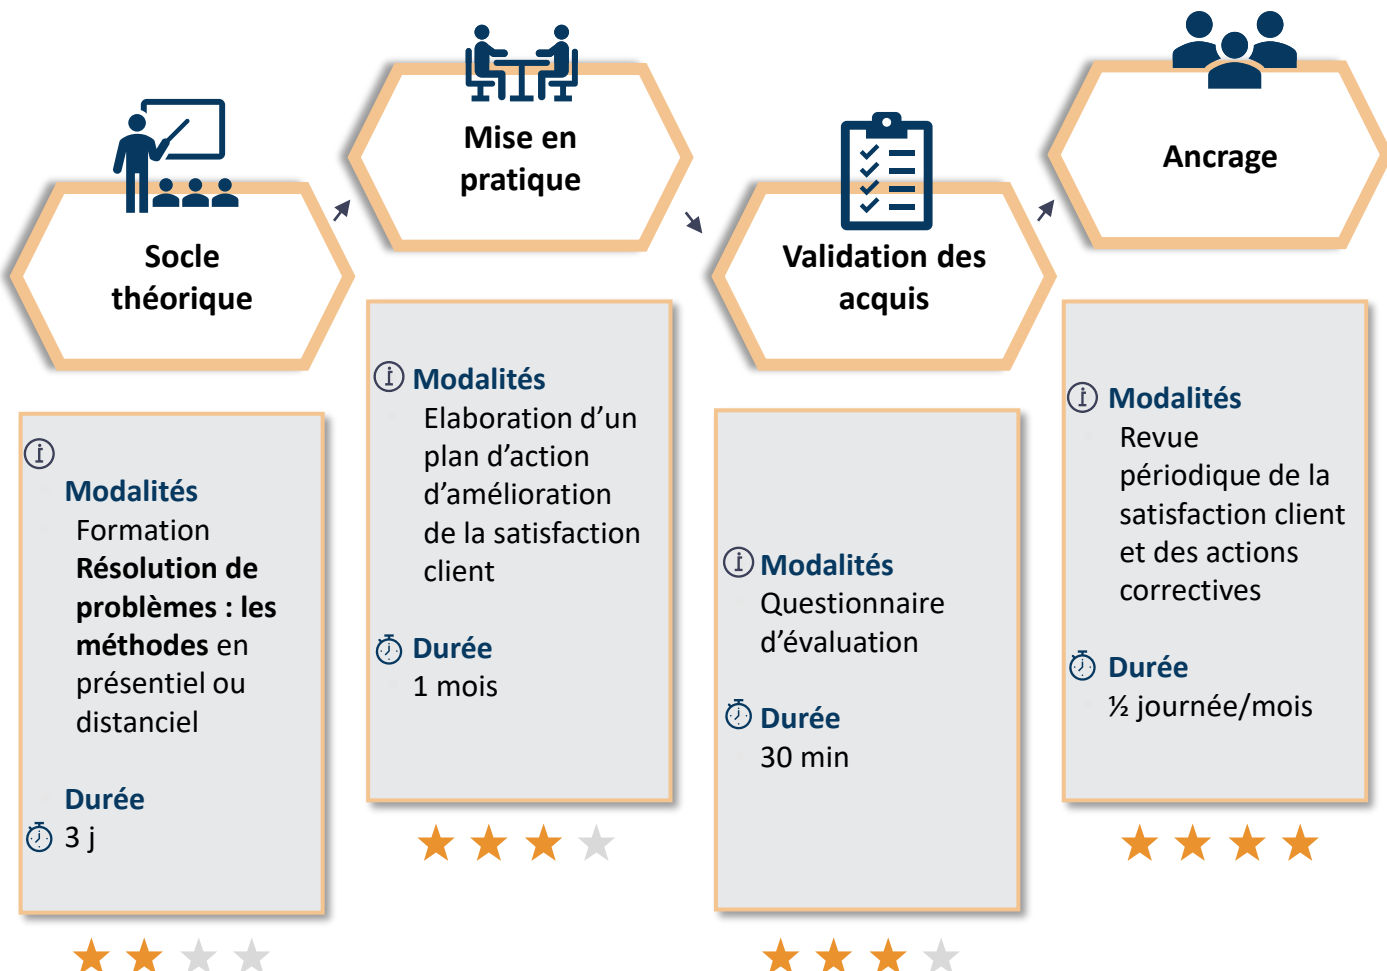 Socle
théorique
Modalités
Formation
Résolution de
problèmes : les
méthodes en
présentiel ou
distanciel
Durée
3 j
Mise en
pratique
Modalités
Elaboration d’un
plan d’action
d’amélioration
de la satisfaction
client
Durée
1 mois
Validation des
acquis
Modalités
Questionnaire
d’évaluation
Durée
30 min
Ancrage
Modalités
Revue
périodique de la
satisfaction client
et des actions
correctives
Durée
½ journée/mois